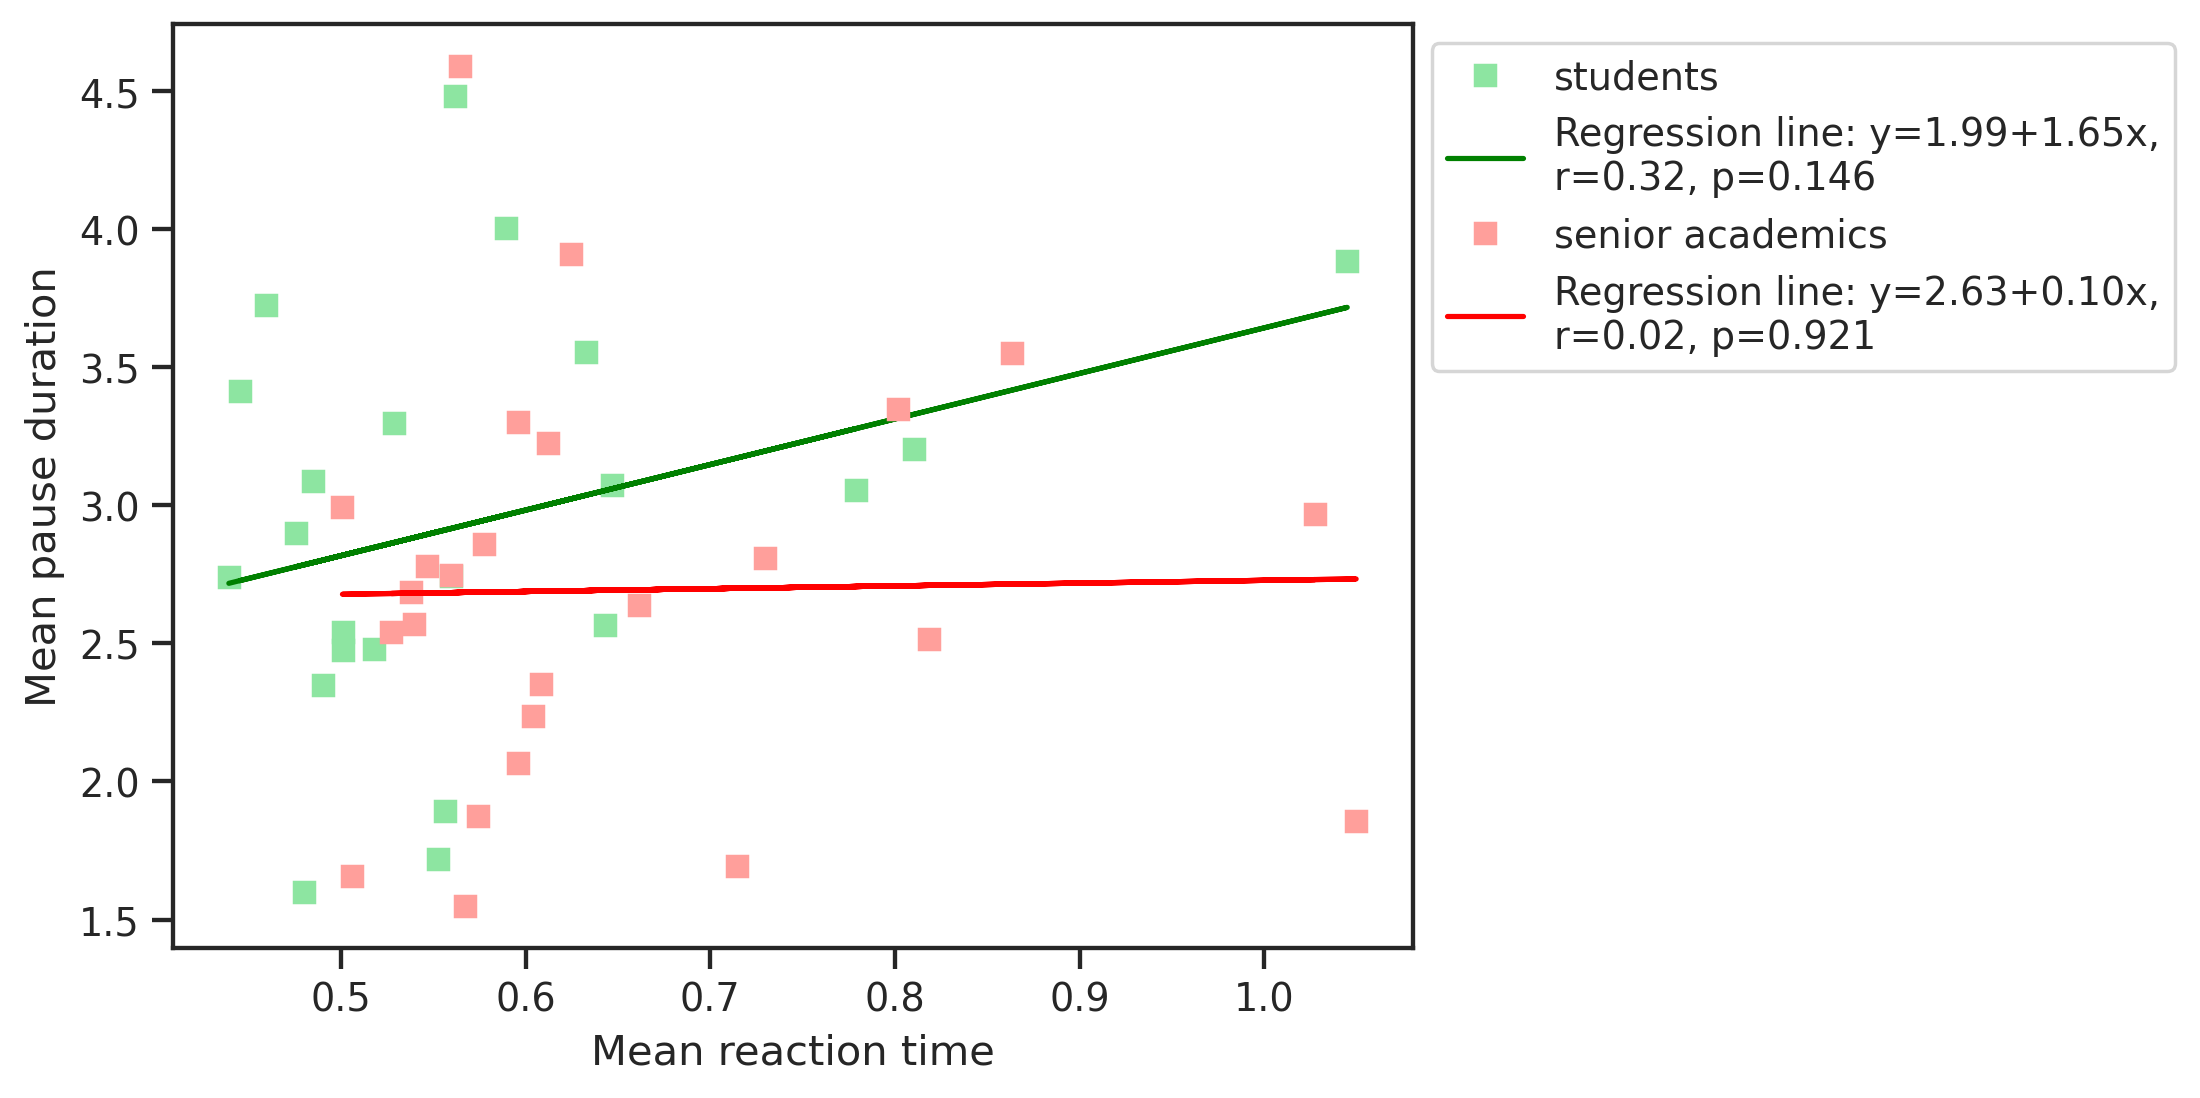 4.5
4.0
3.5
3.0
2.5
2.0
1.5
Mean pause duration
0.5 0.6 0.7 0.8 0.9 1.0
Mean reaction time
students
Regression line: y=1.99+1.65x,
r=0.32, p=0.146
senior academics
Regression line: y=2.63+0.10x,
r=0.02, p=0.921